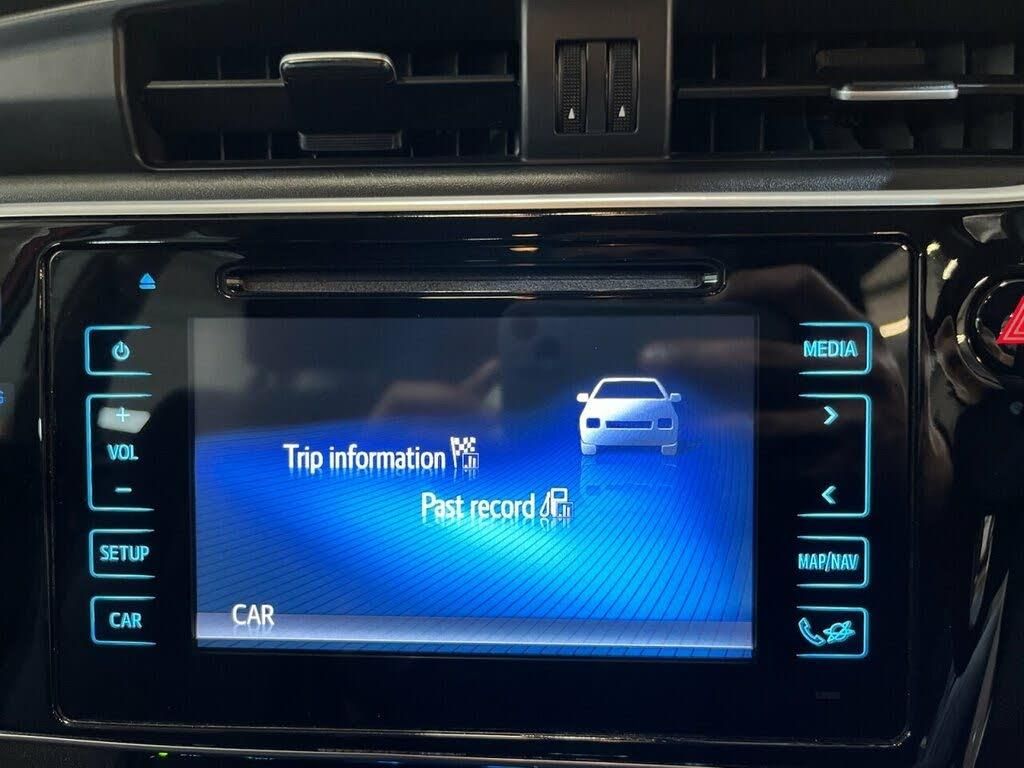 VOL
SETUP
CAR
Trip information
Past record
CAR
MEDIA
MAP/NAV